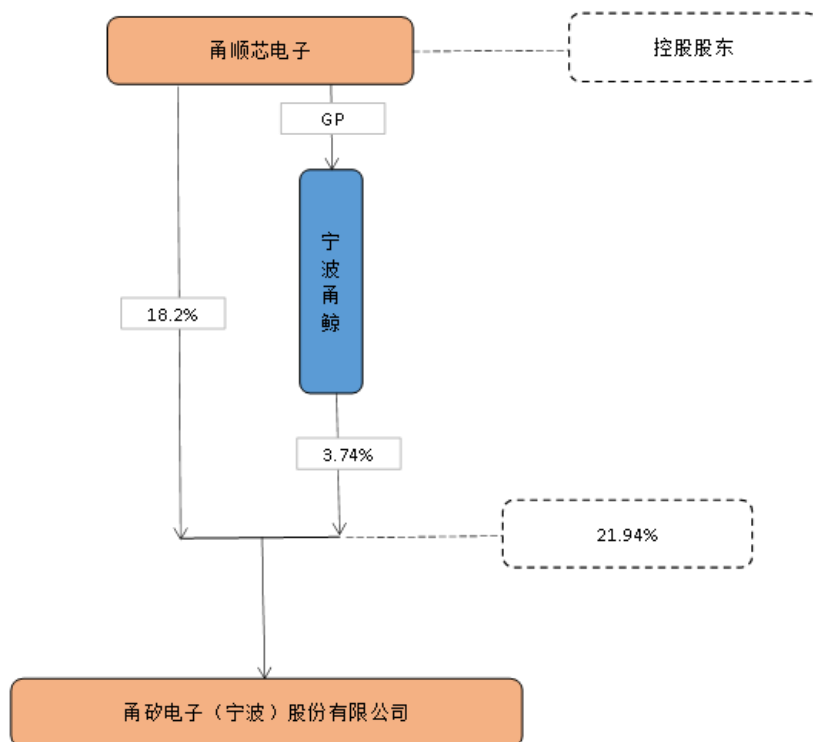 甬顺芯电子
控股股东
GP
宁波甬鲸
18.2%
3.74%
21.94%
甬矽电子（宁波）股份有限公司